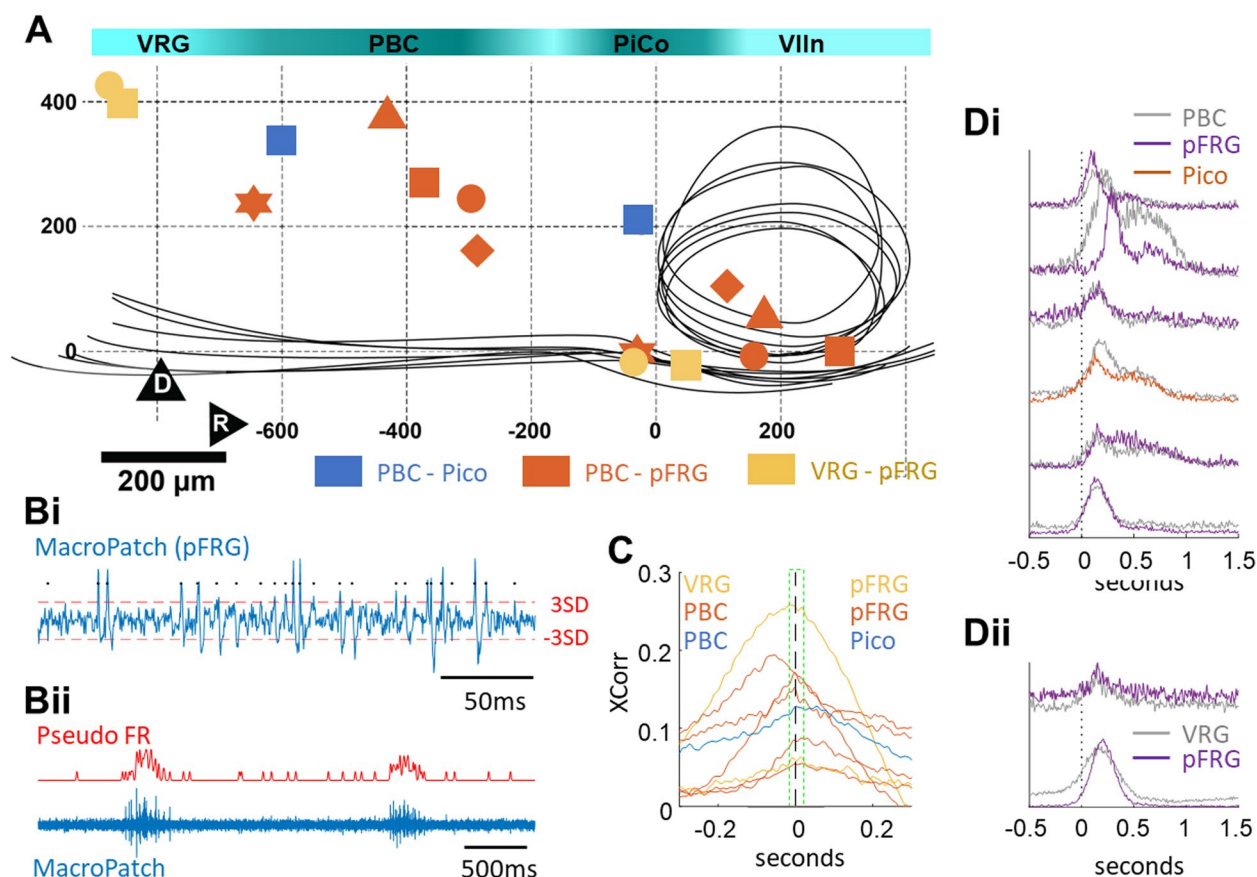 A
VRG PBC PiCo VIIn
400
200
0
D
R
-600 -400 -200 0 200
200 µm
PBC - Pico PBC - pFRG VRG - pFRG
Bi
MacroPatch (pFRG)
3SD
-3SD
50ms
Bii
Pseudo FR
MacroPatch
500ms
C
0.3
0.2
0.1
0
XCorr
VRG pFRG
PBC pFRG
PBC Pico
-0.2 0 0.2
seconds
Di
PBC
pFRG
Pico
-0.5 0 0.5 1 1.5
seconds
Dii
VRG
pFRG
-0.5 0 0.5 1 1.5
seconds